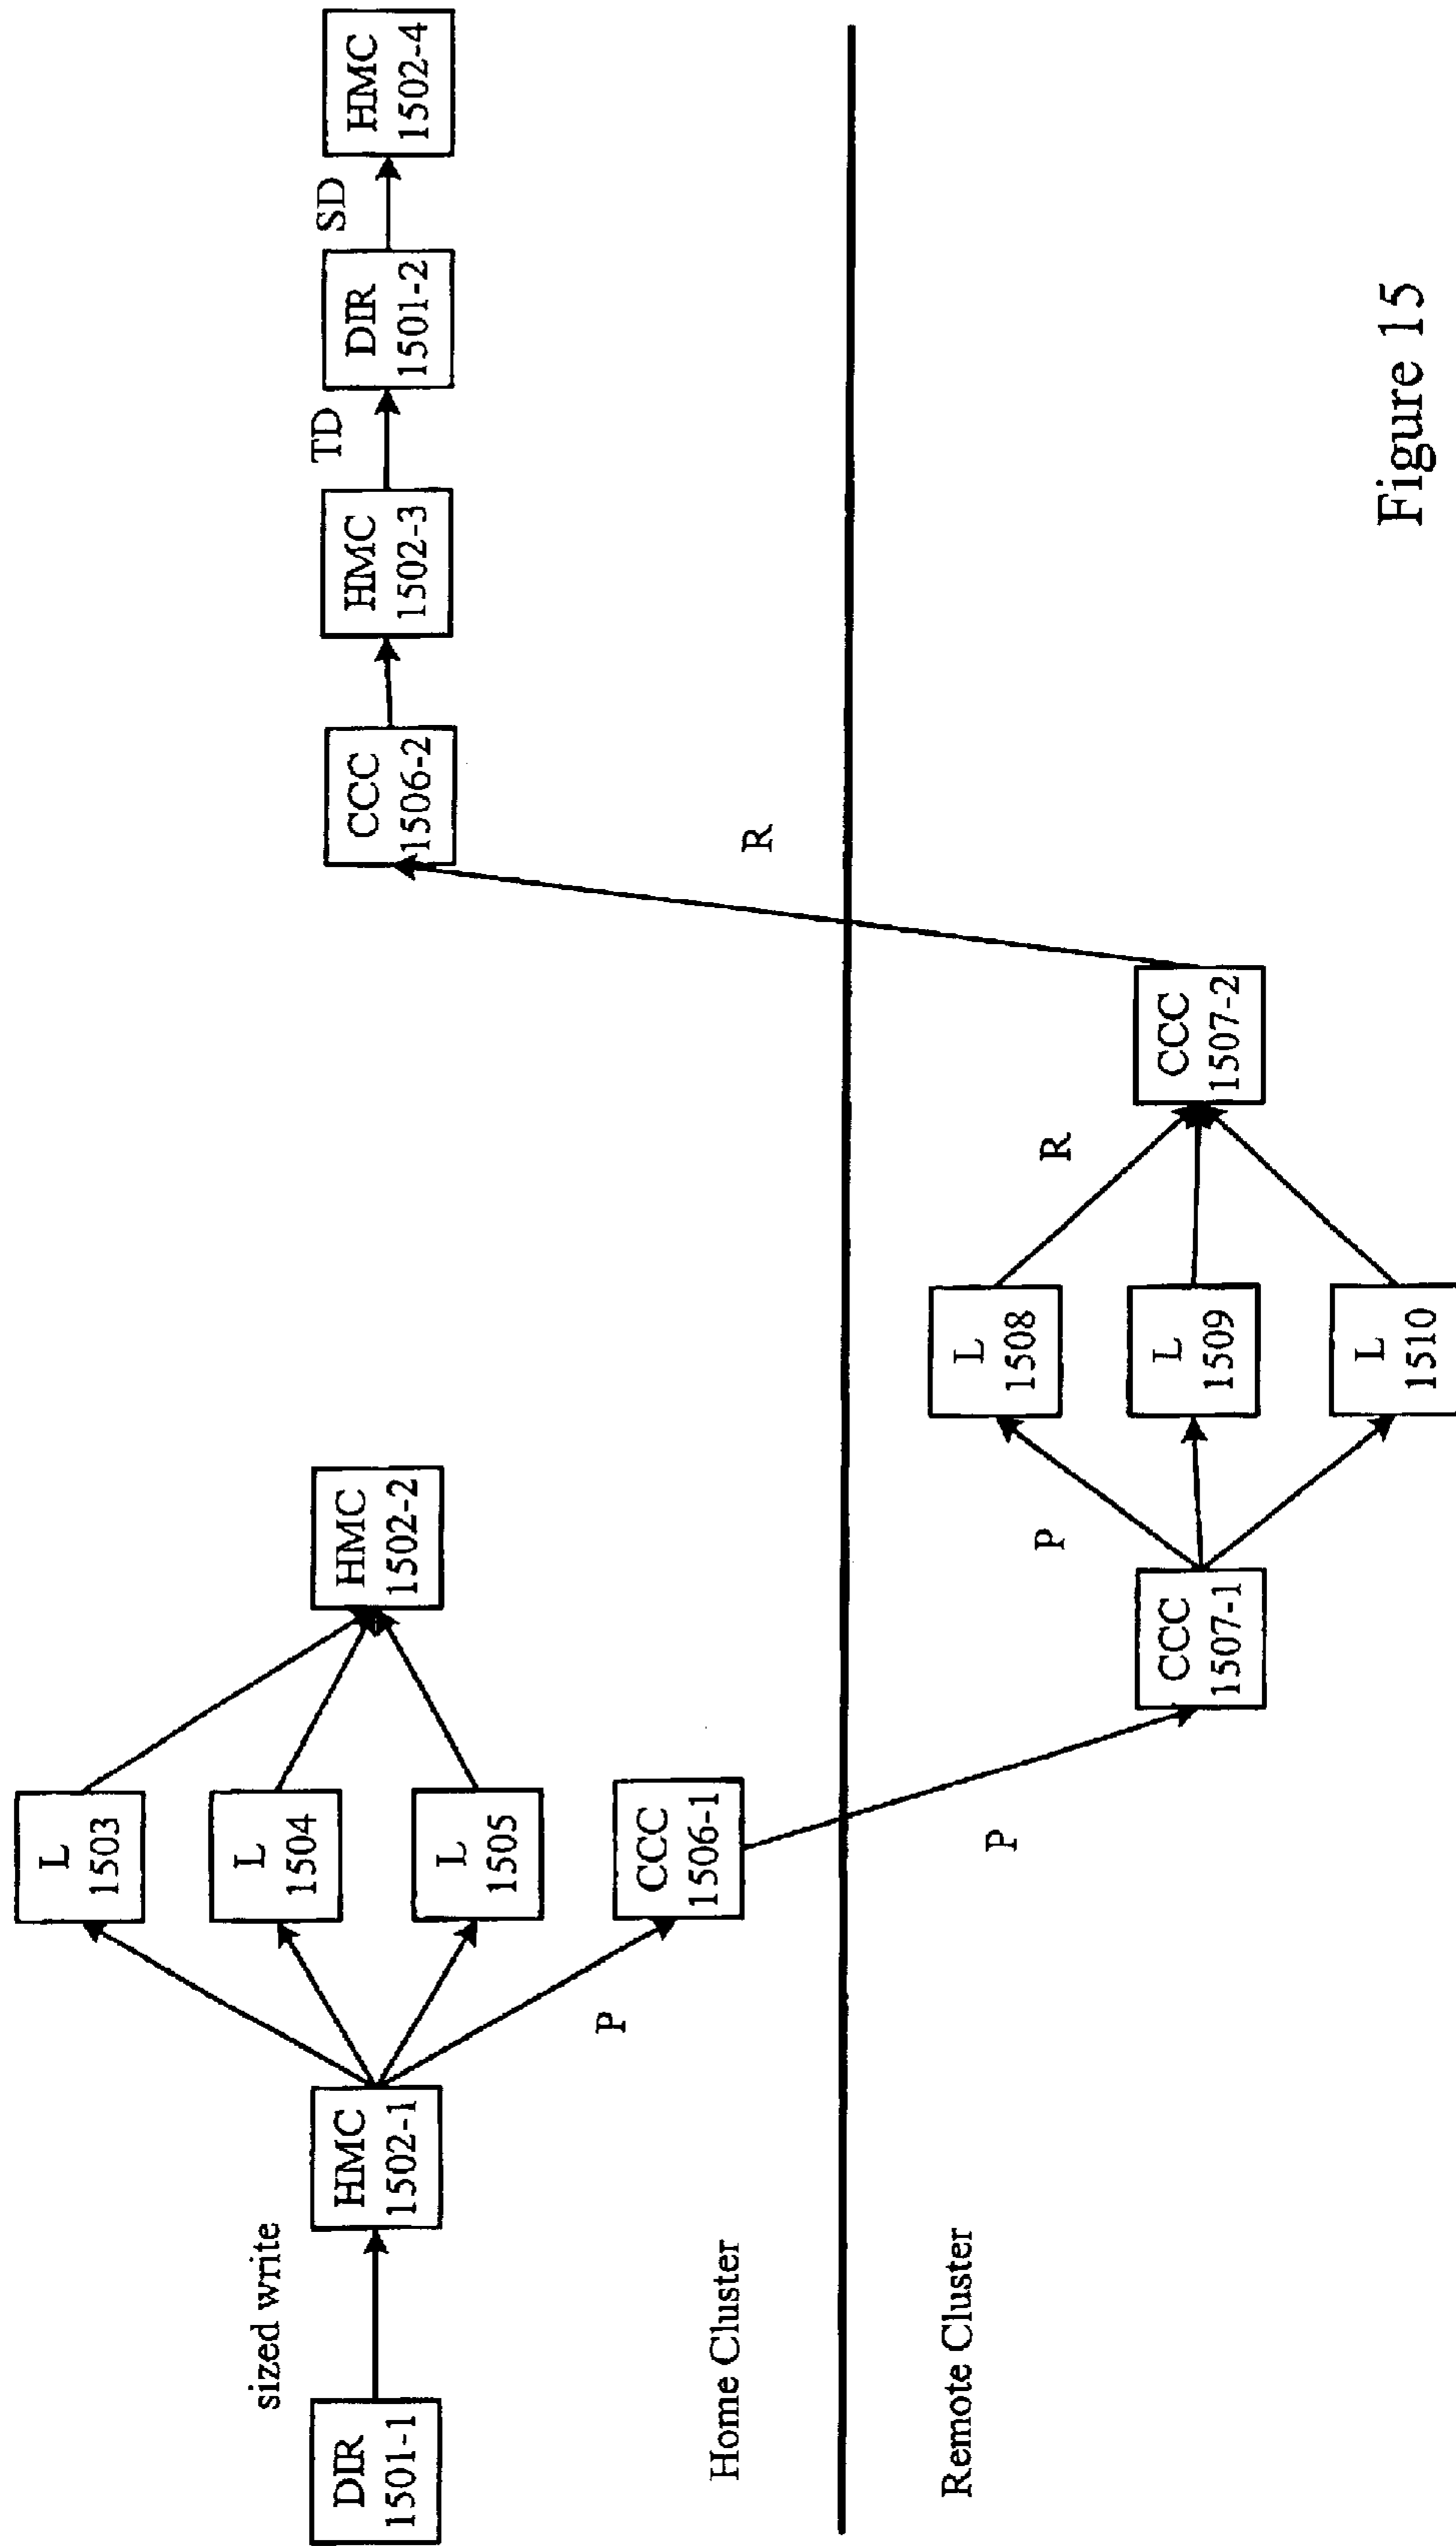 sized write
DIR
1501-1
HMC
1502-1
L
1503
L
1504
L
1505
P
CCC
1506-1
HMC
1502-2
CCC
1506-2
HMC
1502-3
TD
DIR
1501-2
SD
HMC
1502-4
Home Cluster
Remote Cluster
P
R
CCC
1507-1
P
L
1508
L
1509
L
1510
R
CCC
1507-2
Figure 15